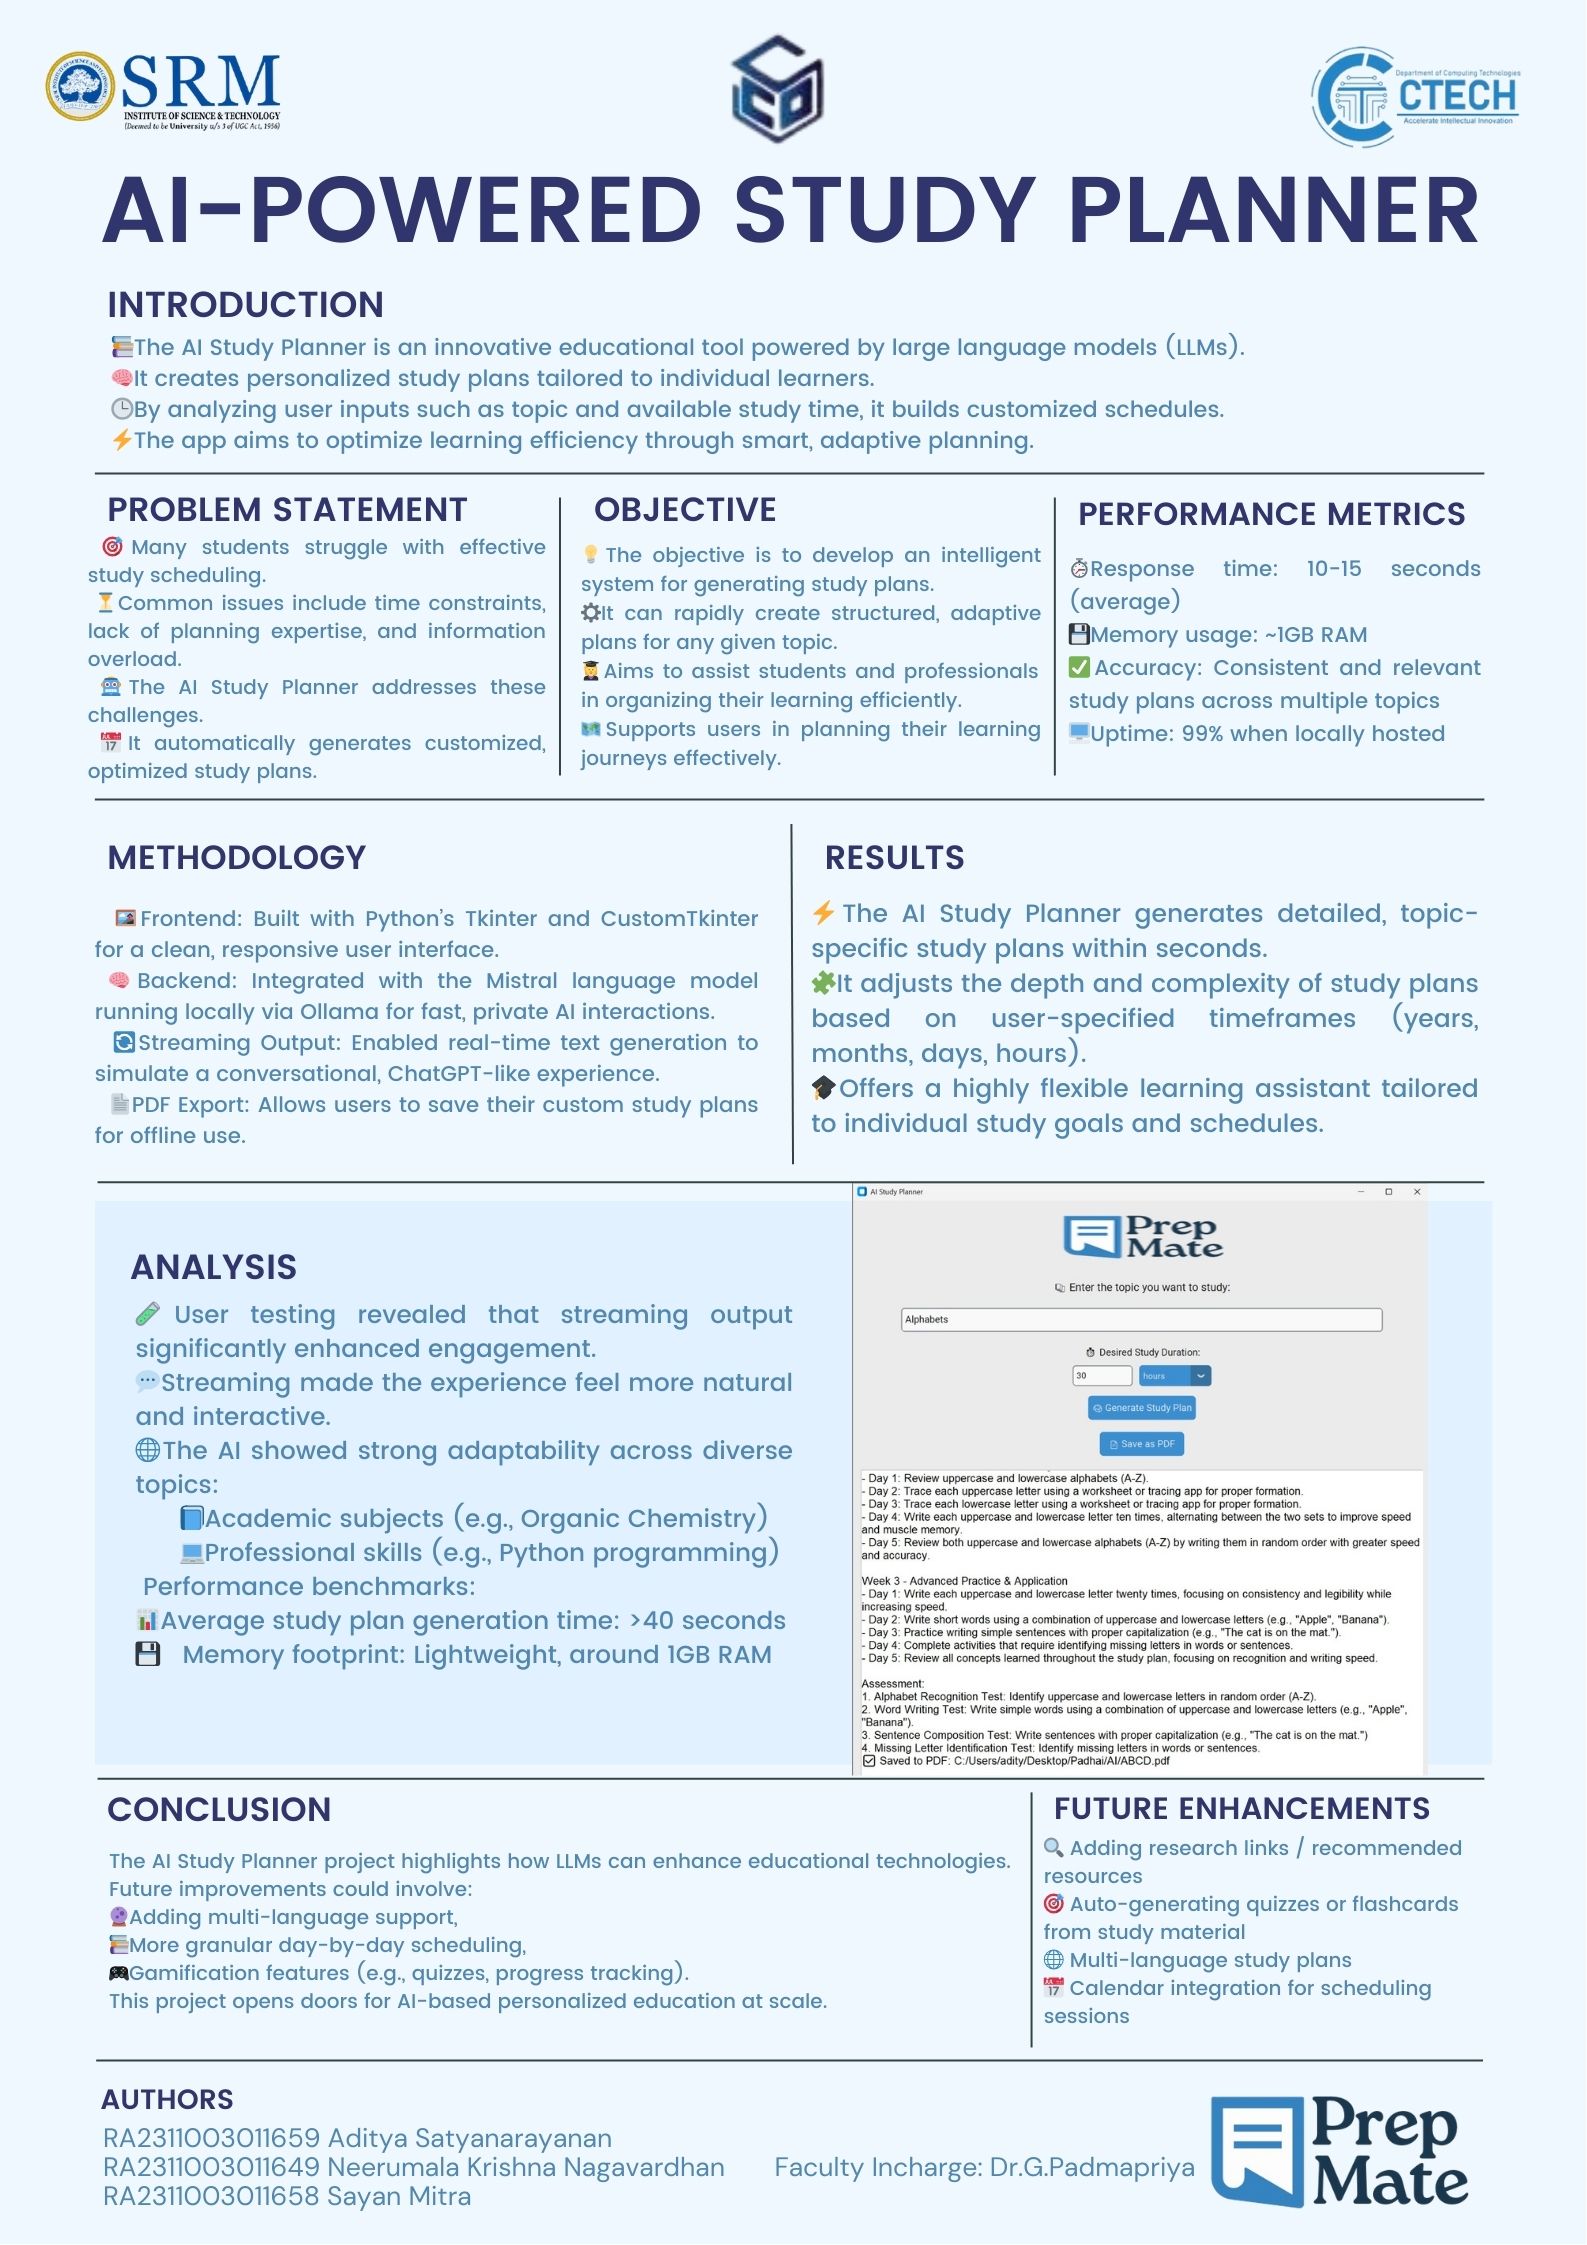 SRM
INSTITUTE OF SCIENCE & TECHNOLOGY
(Deemed to be University u/s 3 of UGC Act, 1956)
Department of Computing Technologies
CTECH
Accelerate Intellectual Innovation
AI-POWERED STUDY PLANNER
INTRODUCTION
📚The AI Study Planner is an innovative educational tool powered by large language models (LLMs).
🧠It creates personalized study plans tailored to individual learners.
🕒By analyzing user inputs such as topic and available study time, it builds customized schedules.
⚡The app aims to optimize learning efficiency through smart, adaptive planning.
PROBLEM STATEMENT
🎯 Many students struggle with effective
study scheduling.
⏳Common issues include time constraints,
lack of planning expertise, and information
overload.
🤖 The AI Study Planner addresses these
challenges.
📅 It automatically generates customized,
optimized study plans.
OBJECTIVE
💡The objective is to develop an intelligent
system for generating study plans.
⚙It can rapidly create structured, adaptive
plans for any given topic.
🧑‍🎓Aims to assist students and professionals
in organizing their learning efficiently.
🗺Supports users in planning their learning
journeys effectively.
PERFORMANCE METRICS
⏱Response time: 10-15 seconds
(average)
💾Memory usage: ~1GB RAM
✅Accuracy: Consistent and relevant
study plans across multiple topics
🖥Uptime: 99% when locally hosted
METHODOLOGY
🖼Frontend: Built with Python's Tkinter and CustomTkinter
for a clean, responsive user interface.
🧠 Backend: Integrated with the Mistral language model
running locally via Ollama for fast, private AI interactions.
🔄Streaming Output: Enabled real-time text generation to
simulate a conversational, ChatGPT-like experience.
📄PDF Export: Allows users to save their custom study plans
for offline use.
RESULTS
⚡The AI Study Planner generates detailed, topic-
specific study plans within seconds.
🧩It adjusts the depth and complexity of study plans
based on user-specified timeframes (years,
months, days, hours).
🎓Offers a highly flexible learning assistant tailored
to individual study goals and schedules.
ANALYSIS
🧪 User testing revealed that streaming output
significantly enhanced engagement.
💬Streaming made the experience feel more natural
and interactive.
🌐The AI showed strong adaptability across diverse
topics:
📘Academic subjects (e.g., Organic Chemistry)
💻Professional skills (e.g., Python programming)
Performance benchmarks:
📊Average study plan generation time: >40 seconds
💾 Memory footprint: Lightweight, around 1GB RAM
AI Study Planner
Prep
Mate
Enter the topic you want to study:
Alphabets
⏱ Desired Study Duration:
30 hours
Generate Study Plan
Save as PDF
- Day 1: Review uppercase and lowercase alphabets (A-Z).
- Day 2: Trace each uppercase letter using a worksheet or tracing app for proper formation.
- Day 3: Trace each lowercase letter using a worksheet or tracing app for proper formation.
- Day 4: Write each uppercase and lowercase letter ten times, alternating between the two sets to improve speed
and muscle memory.
- Day 5: Review both uppercase and lowercase alphabets (A-Z) by writing them in random order with greater speed
and accuracy.
Week 3 - Advanced Practice & Application
- Day 1: Write each uppercase and lowercase letter twenty times, focusing on consistency and legibility while
increasing speed.
- Day 2: Write short words using a combination of uppercase and lowercase letters (e.g., "Apple", "Banana").
- Day 3: Practice writing simple sentences with proper capitalization (e.g., "The cat is on the mat.").
- Day 4: Complete activities that require identifying missing letters in words or sentences.
- Day 5: Review all concepts learned throughout the study plan, focusing on recognition and writing speed.
Assessment:
1. Alphabet Recognition Test: Identify uppercase and lowercase letters in random order (A-Z).
2. Word Writing Test: Write simple words using a combination of uppercase and lowercase letters (e.g., "Apple",
"Banana").
3. Sentence Composition Test: Write sentences with proper capitalization (e.g., "The cat is on the mat.")
4. Missing Letter Identification Test: Identify missing letters in words or sentences.
☑ Saved to PDF: C:/Users/adity/Desktop/Padhai/AI/ABCD.pdf
CONCLUSION
The AI Study Planner project highlights how LLMs can enhance educational technologies.
Future improvements could involve:
🔮Adding multi-language support,
📚More granular day-by-day scheduling,
🎮Gamification features (e.g., quizzes, progress tracking).
This project opens doors for AI-based personalized education at scale.
FUTURE ENHANCEMENTS
🔍 Adding research links / recommended
resources
🎯 Auto-generating quizzes or flashcards
from study material
🌐 Multi-language study plans
📅 Calendar integration for scheduling
sessions
AUTHORS
RA2311003011659 Aditya Satyanarayanan
RA2311003011649 Neerumala Krishna Nagavardhan
RA2311003011658 Sayan Mitra
Faculty Incharge: Dr.G.Padmapriya
Prep
Mate